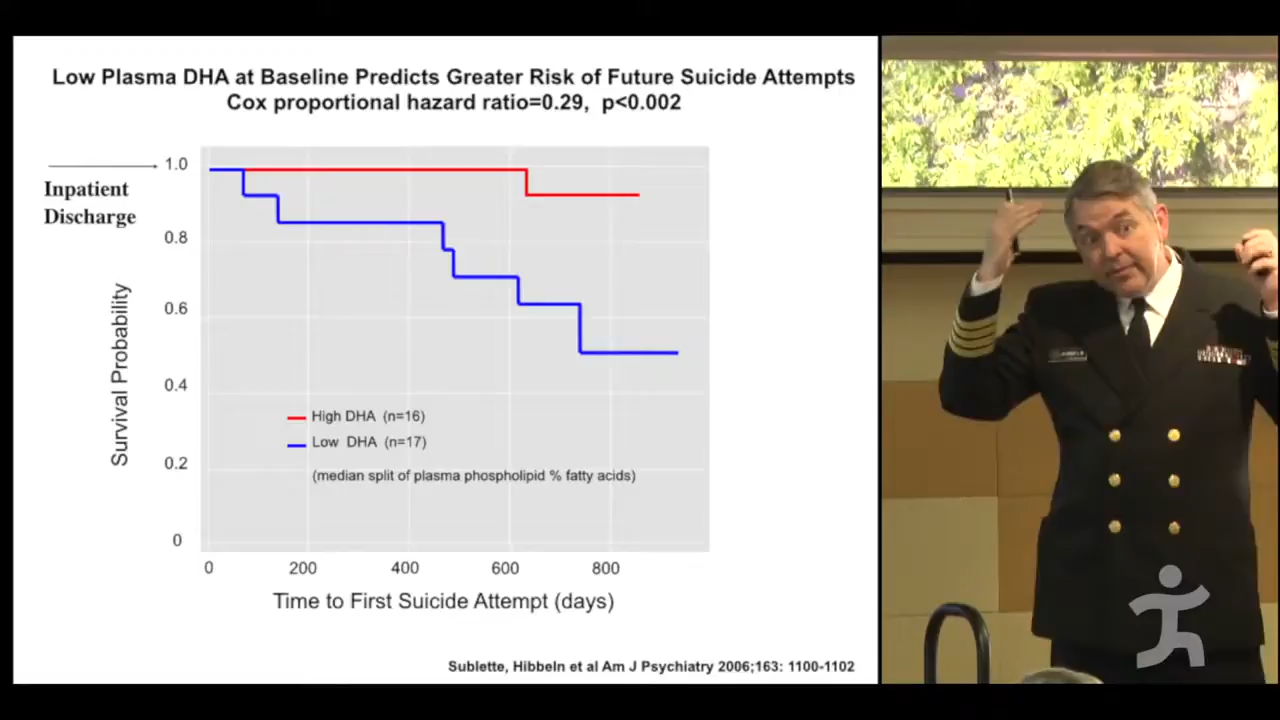 Low Plasma DHA at Baseline Predicts Greater Risk of Future Suicide Attempts
Cox proportional hazard ratio=0.29,  p<0.002
Inpatient
Discharge
1.0
0.8
0.6
0.4
0.2
0
Survival Probability
High DHA  (n=16)
Low  DHA  (n=17)
(median split of plasma phospholipid % fatty acids)
0
200
400
600
800
Time to First Suicide Attempt (days)
Sublette, Hibbeln et al Am J Psychiatry 2006;163: 1100-1102